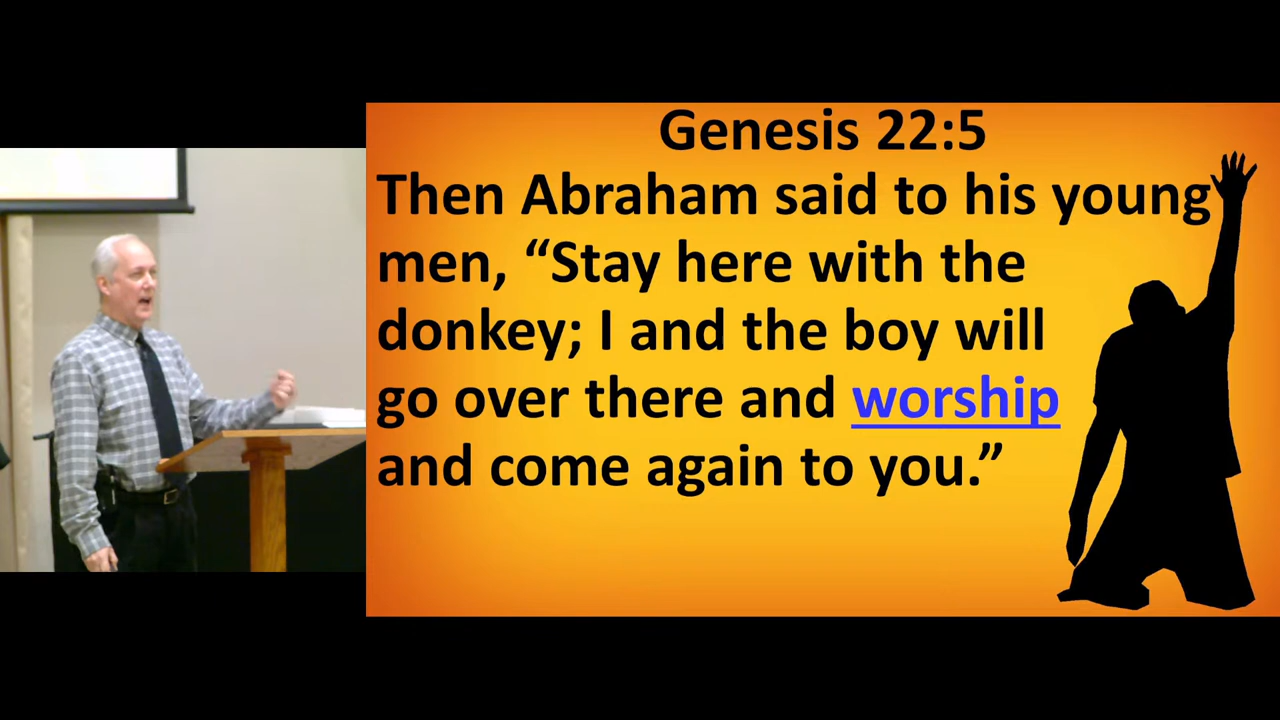 Genesis 22:5
Then Abraham said to his young
men, “Stay here with the
donkey; I and the boy will
go over there and worship
and come again to you.”